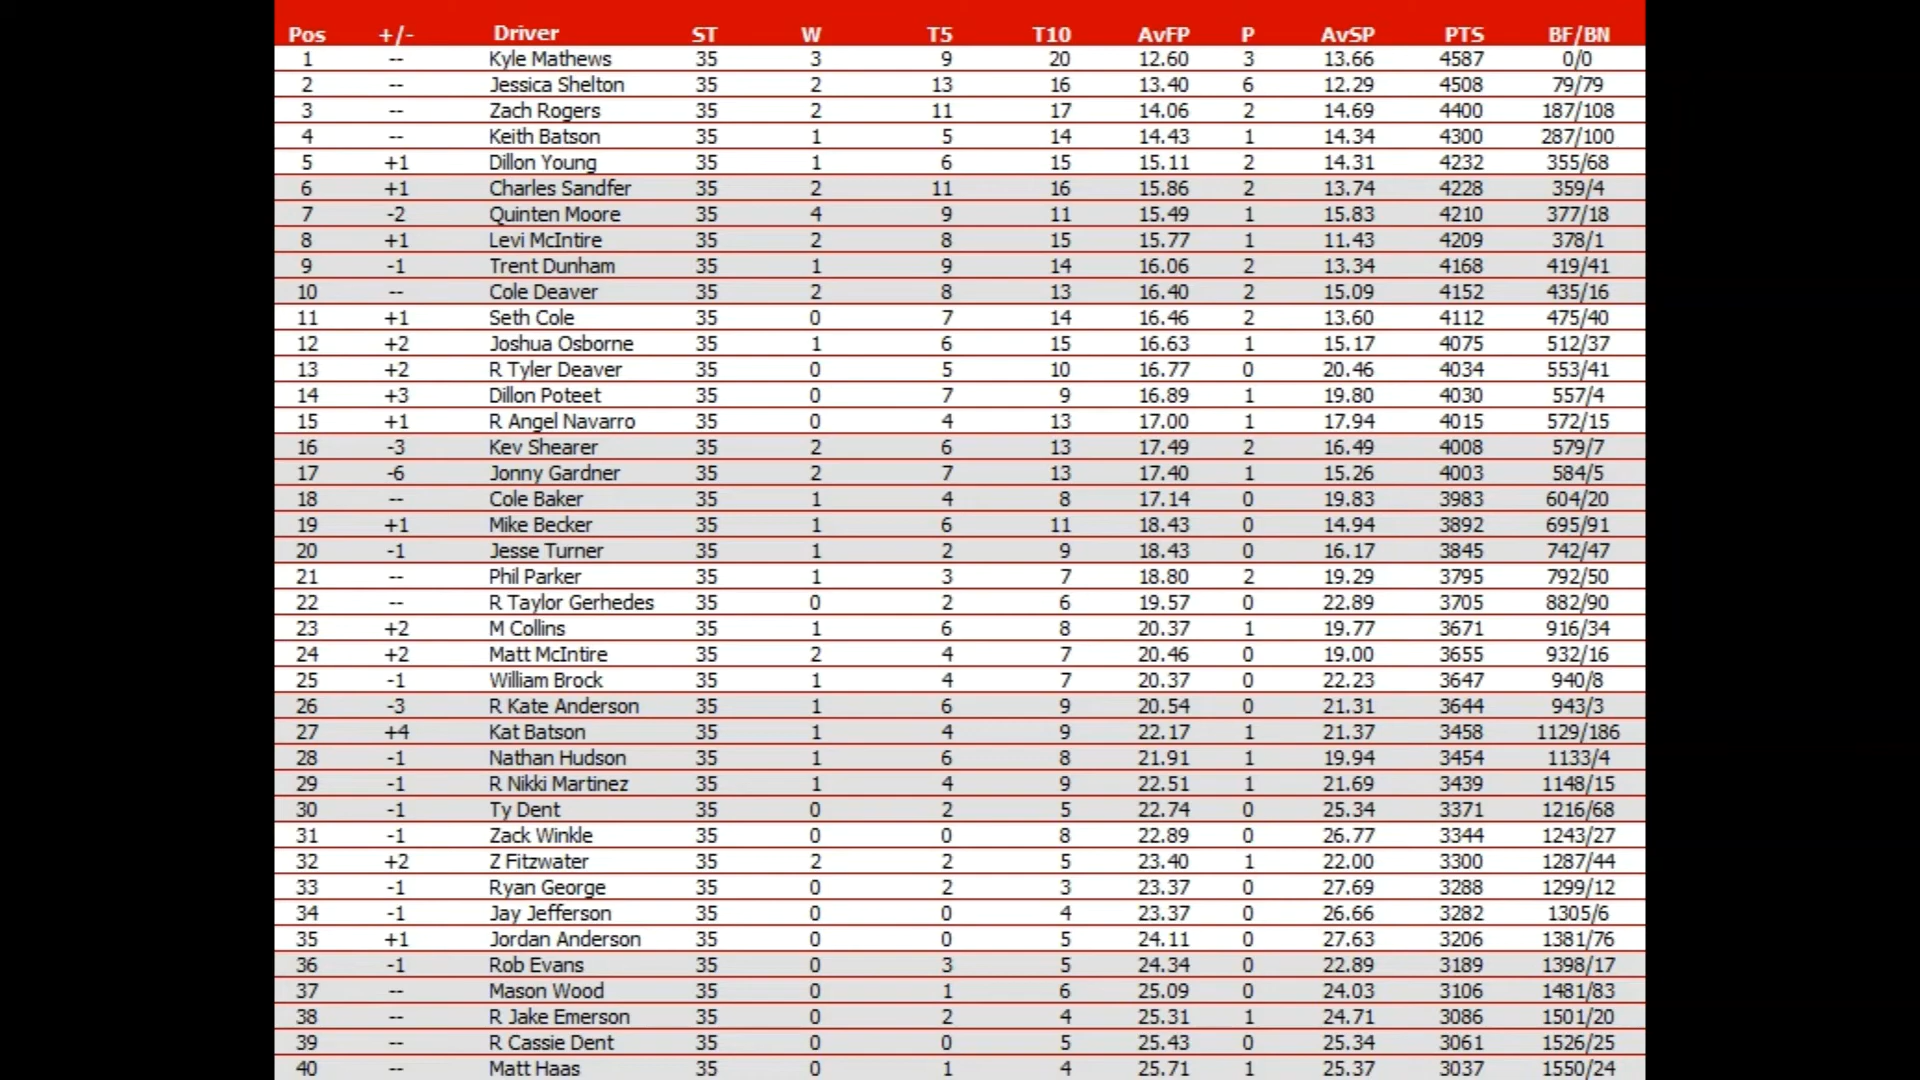 Pos +/- Driver ST W T5 T10 AvFP P AvSP PTS BF/BN
1 -- Kyle Mathews 35 3 9 20 12.60 3 13.66 4587 0/0
2 -- Jessica Shelton 35 2 13 16 13.40 6 12.29 4508 79/79
3 -- Zach Rogers 35 2 11 17 14.06 2 14.69 4400 187/108
4 -- Keith Batson 35 1 5 14 14.43 1 14.34 4300 287/100
5 +1 Dillon Young 35 1 6 15 15.11 2 14.31 4232 355/68
6 +1 Charles Sandfer 35 2 11 16 15.86 2 13.74 4228 359/4
7 -2 Quinten Moore 35 4 9 11 15.49 1 15.83 4210 377/18
8 +1 Levi McIntire 35 2 8 15 15.77 1 11.43 4209 378/1
9 -1 Trent Dunham 35 1 9 14 16.06 2 13.34 4168 419/41
10 -- Cole Deaver 35 2 8 13 16.40 2 15.09 4152 435/16
11 +1 Seth Cole 35 0 7 14 16.46 2 13.60 4112 475/40
12 +2 Joshua Osborne 35 1 6 15 16.63 1 15.17 4075 512/37
13 +2 R Tyler Deaver 35 0 5 10 16.77 0 20.46 4034 553/41
14 +3 Dillon Poteet 35 0 7 9 16.89 1 19.80 4030 557/4
15 +1 R Angel Navarro 35 0 4 13 17.00 1 17.94 4015 572/15
16 -3 Kev Shearer 35 2 6 13 17.49 2 16.49 4008 579/7
17 -6 Jonny Gardner 35 2 7 13 17.40 1 15.26 4003 584/5
18 -- Cole Baker 35 1 4 8 17.14 0 19.83 3983 604/20
19 +1 Mike Becker 35 1 6 11 18.43 0 14.94 3892 695/91
20 -1 Jesse Turner 35 1 2 9 18.43 0 16.17 3845 742/47
21 -- Phil Parker 35 1 3 7 18.80 2 19.29 3795 792/50
22 -- R Taylor Gerhedes 35 0 2 6 19.57 0 22.89 3705 882/90
23 +2 M Collins 35 1 6 8 20.37 1 19.77 3671 916/34
24 +2 Matt McIntire 35 2 4 7 20.46 0 19.00 3655 932/16
25 -1 William Brock 35 1 4 7 20.37 0 22.23 3647 940/8
26 -3 R Kate Anderson 35 1 6 9 20.54 0 21.31 3644 943/3
27 +4 Kat Batson 35 1 4 9 22.17 1 21.37 3458 1129/186
28 -1 Nathan Hudson 35 1 6 8 21.91 1 19.94 3454 1133/4
29 -1 R Nikki Martinez 35 1 4 9 22.51 1 21.69 3439 1148/15
30 -1 Ty Dent 35 0 2 5 22.74 0 25.34 3371 1216/68
31 -1 Zack Winkle 35 0 0 8 22.89 0 26.77 3344 1243/27
32 +2 Z Fitzwater 35 2 2 5 23.40 1 22.00 3300 1287/44
33 -1 Ryan George 35 0 2 3 23.37 0 27.69 3288 1299/12
34 -1 Jay Jefferson 35 0 0 4 23.37 0 26.66 3282 1305/6
35 +1 Jordan Anderson 35 0 0 5 24.11 0 27.63 3206 1381/76
36 -1 Rob Evans 35 0 3 5 24.34 0 22.89 3189 1398/17
37 -- Mason Wood 35 0 1 6 25.09 0 24.03 3106 1481/83
38 -- R Jake Emerson 35 0 2 4 25.31 1 24.71 3086 1501/20
39 -- R Cassie Dent 35 0 0 5 25.43 0 25.34 3061 1526/25
40 -- Matt Haas 35 0 1 4 25.71 1 25.37 3037 1550/24